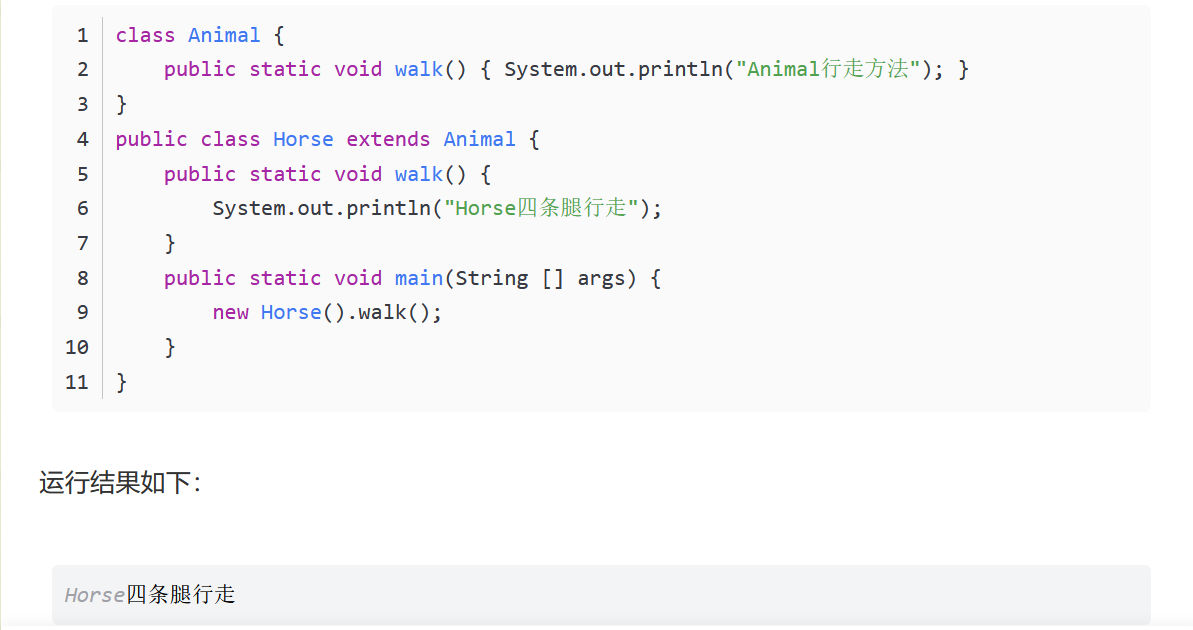 1 class Animal {
2     public static void walk() { System.out.println("Animal行走方法"); }
3 }
4 public class Horse extends Animal {
5     public static void walk() {
6         System.out.println("Horse四条腿行走");
7     }
8     public static void main(String [] args) {
9         new Horse().walk();
10     }
11 }
运行结果如下：
Horse四条腿行走